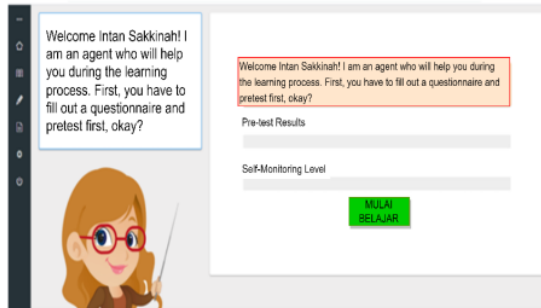 Welcome Intan Sakkinah! I
am an agent who will help
you during the learning
process. First, you have to
fill out a questionnaire and
pretest first, okay?
Welcome Intan Sakkinah! I am an agent who will help you during
the learning process. First, you have to fill out a questionnaire and
pretest first, okay?
Pre-test Results
Self-Monitoring Level
MULAI
BELAJAR